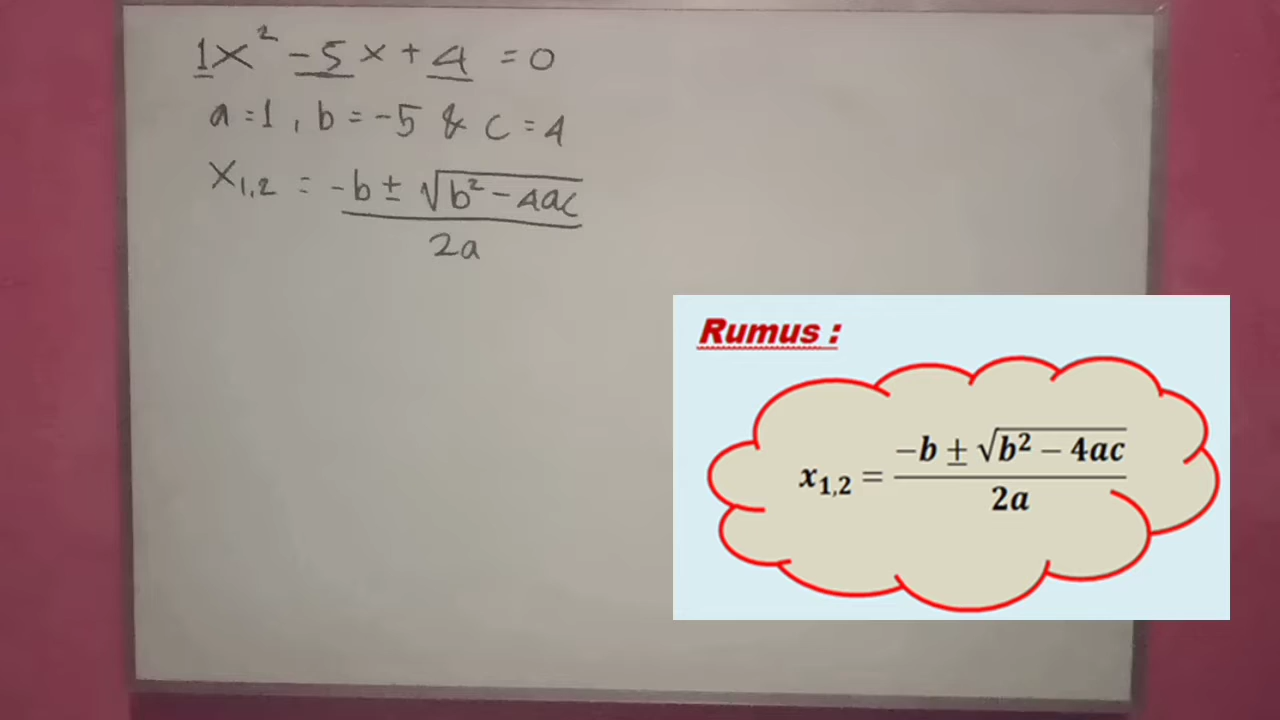 1x² - 5x + 4 = 0
a = 1, b = -5 & c = 4
x₁,₂ = -b ± √b² - 4ac
2a
Rumus :
x₁,₂ = -b ± √b² − 4ac
2a